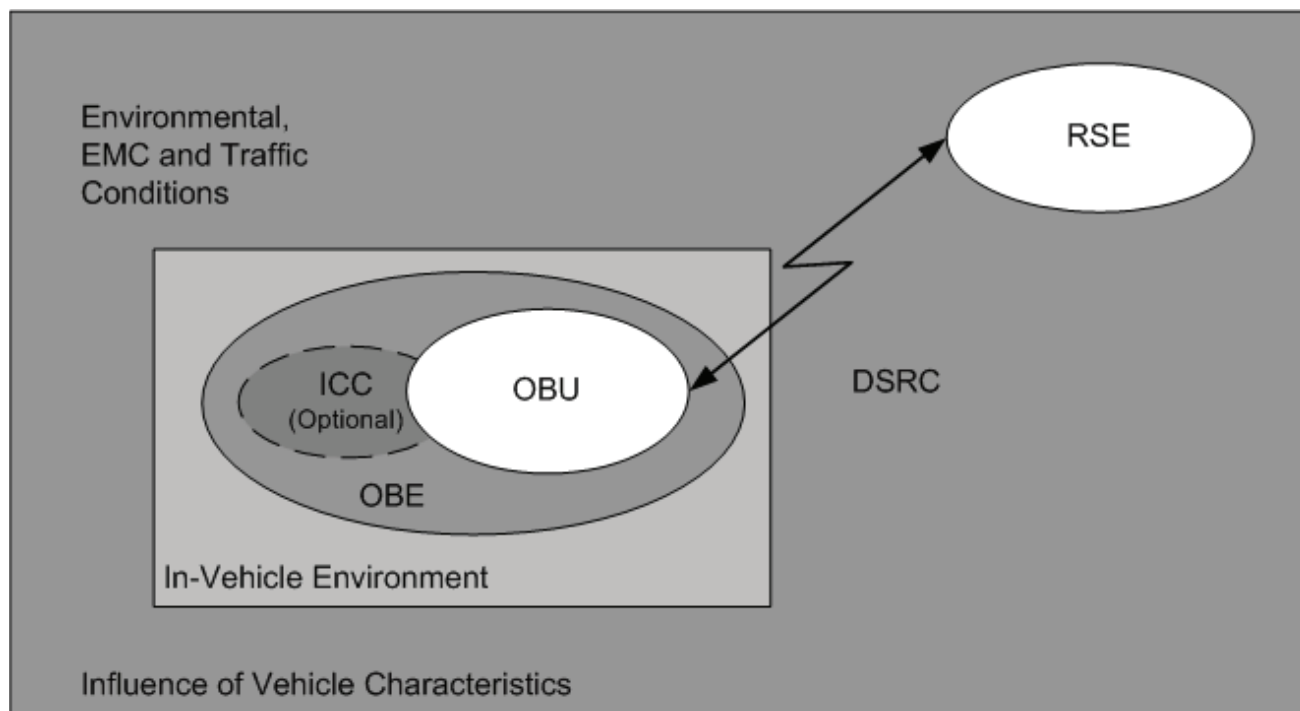 Environmental,
EMC and Traffic
Conditions
RSE
ICC
(Optional)
OBU
DSRC
OBE
In-Vehicle Environment
Influence of Vehicle Characteristics